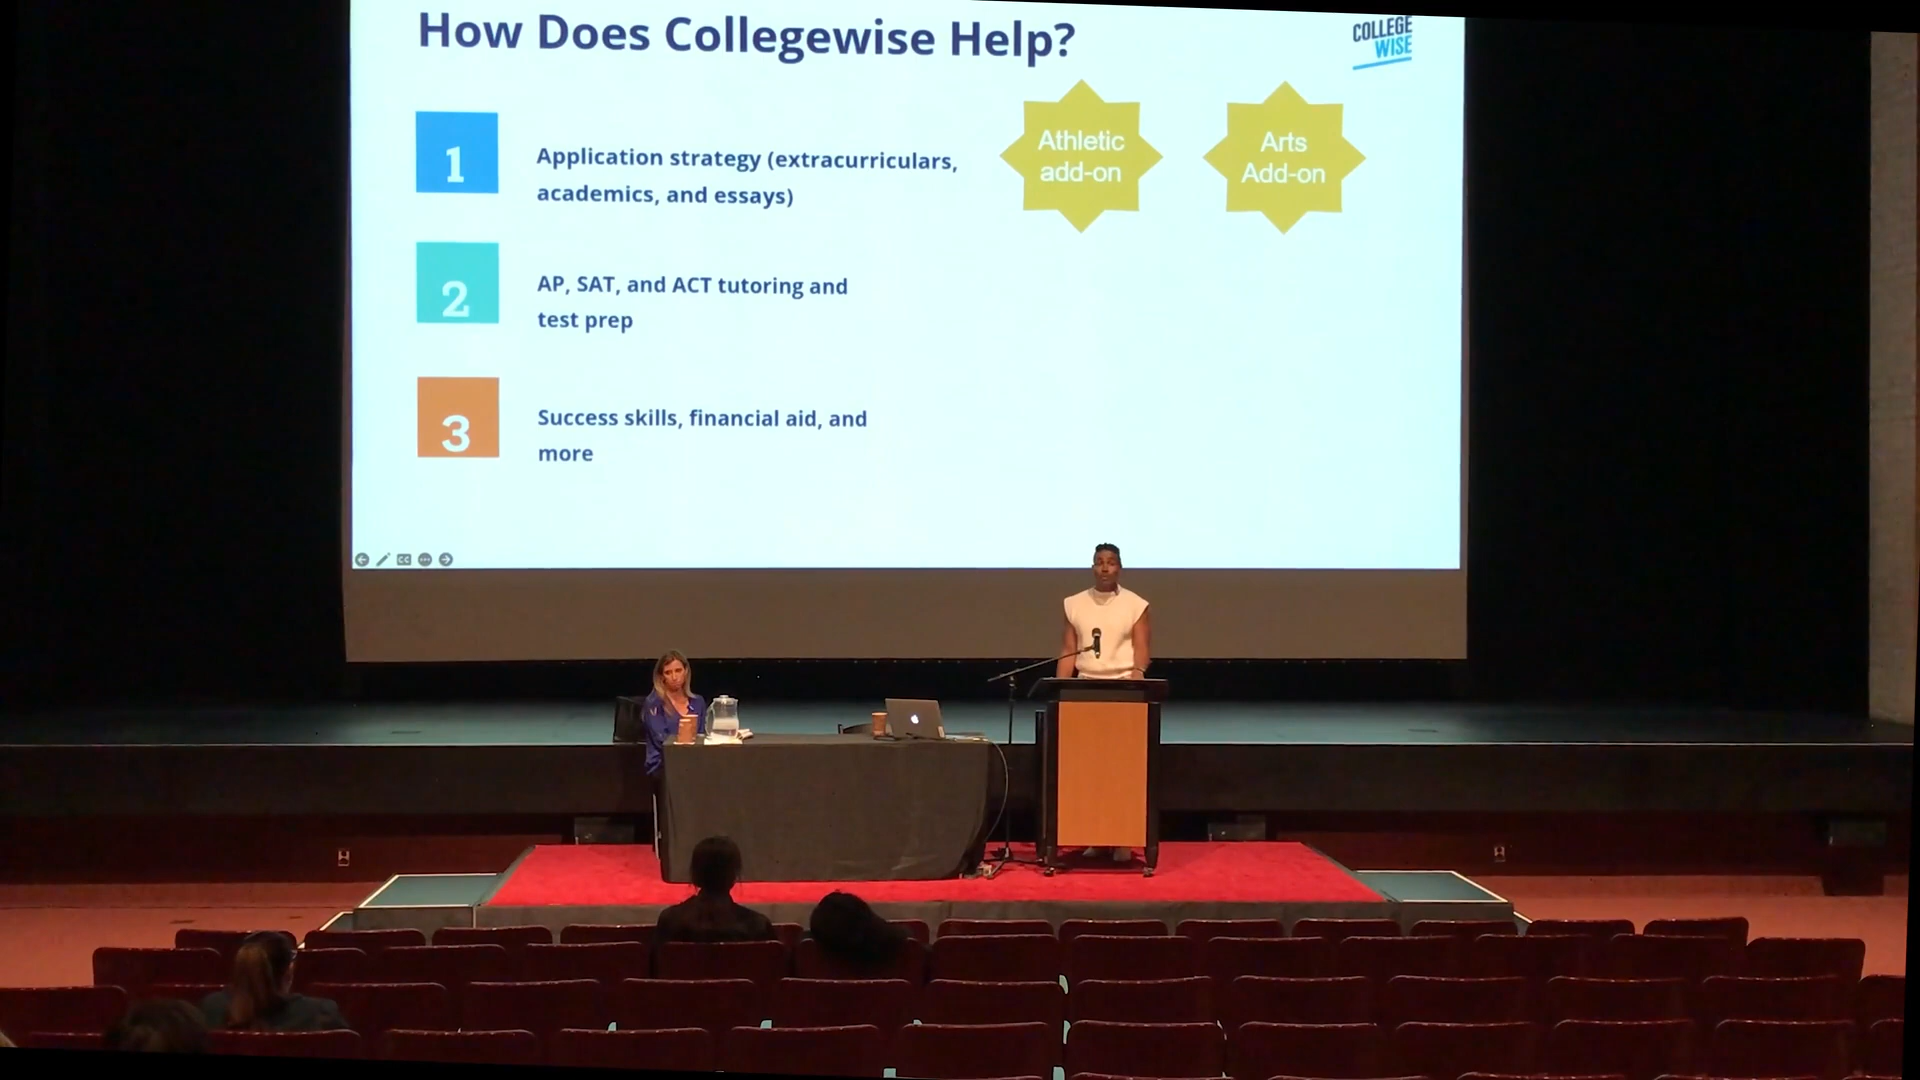 How Does Collegewise Help?
COLLEGE
WISE
1
Application strategy (extracurriculars,
academics, and essays)
Athletic
add-on
Arts
Add-on
2
AP, SAT, and ACT tutoring and
test prep
3
Success skills, financial aid, and
more
CC